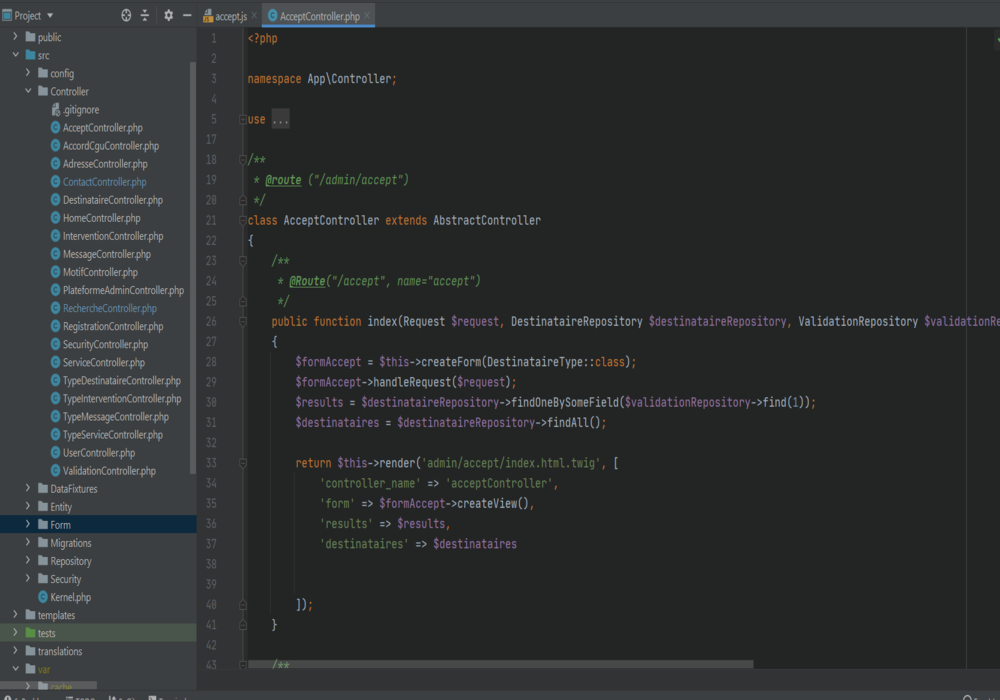 Project
accept.js
AcceptController.php
public
src
config
Controller
.gitignore
AcceptController.php
AccordCguController.php
AdresseController.php
ContactController.php
DestinataireController.php
HomeController.php
InterventionController.php
MessageController.php
MotifController.php
PlateformeAdminController.php
RechercheController.php
RegistrationController.php
SecurityController.php
ServiceController.php
TypeDestinataireController.php
TypeInterventionController.php
TypeMessageController.php
TypeServiceController.php
UserController.php
ValidationController.php
DataFixtures
Entity
Form
Migrations
Repository
Security
Kernel.php
templates
tests
translations
var
cache
1 <?php
2
3 namespace App\Controller;
4
5 use ...
17
18 /**
19 * @route ("/admin/accept")
20 */
21 class AcceptController extends AbstractController
22 {
23 /**
24 * @Route("/accept", name="accept")
25 */
26 public function index(Request $request, DestinataireRepository $destinataireRepository, ValidationRepository $validationRe
27 {
28 $formAccept = $this->createForm(DestinataireType::class);
29 $formAccept->handleRequest($request);
30 $results = $destinataireRepository->findOneBySomeField($validationRepository->find(1));
31 $destinataires = $destinataireRepository->findAll();
32
33 return $this->render('admin/accept/index.html.twig', [
34 'controller_name' => 'acceptController',
35 'form' => $formAccept->createView(),
36 'results' => $results,
37 'destinataires' => $destinataires
38
39
40 ]);
41 }
42
43 /**